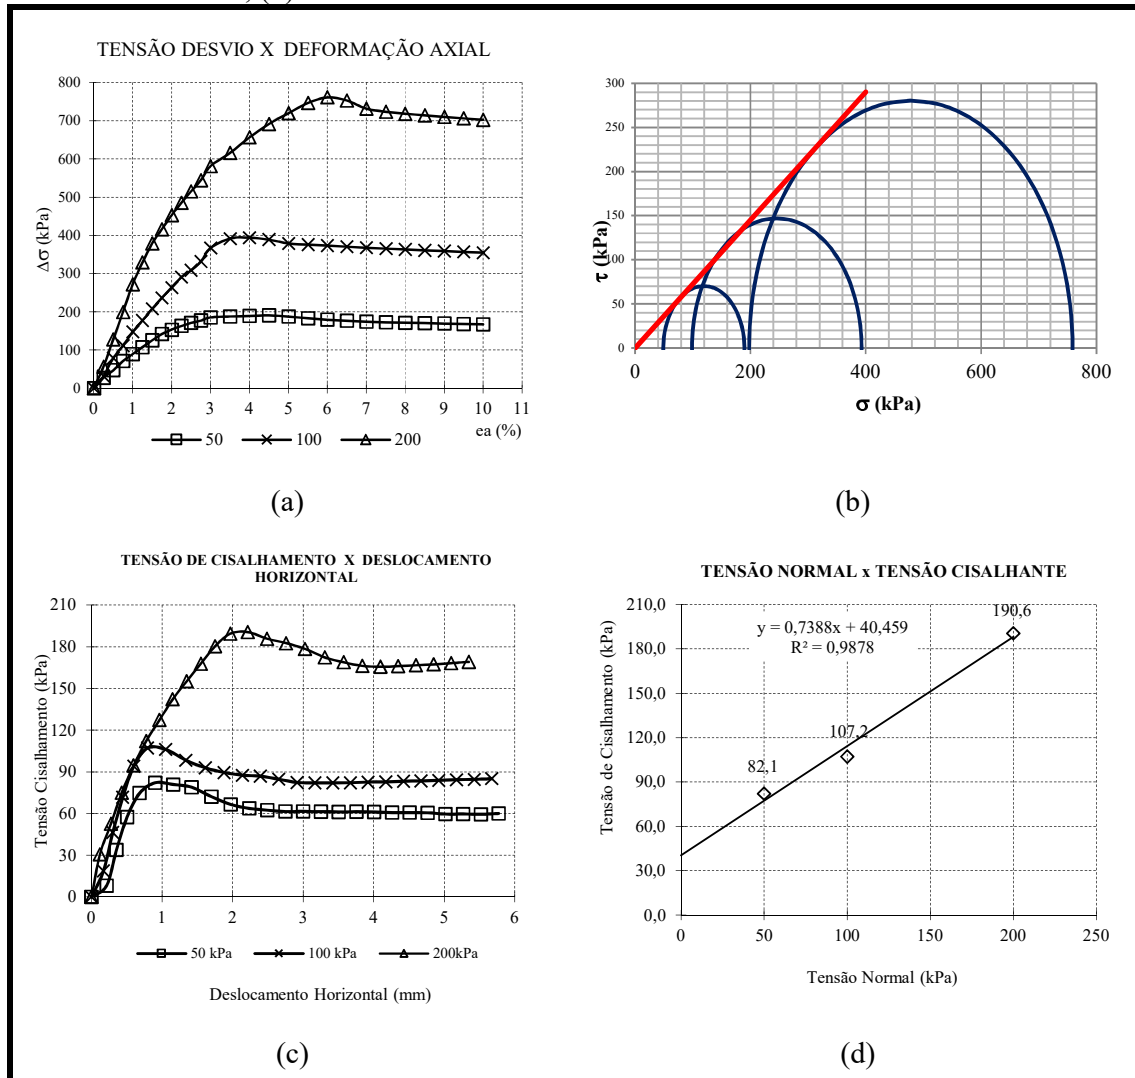 TENSÃO DESVIO X DEFORMAÇÃO AXIAL
800
700
600
500
400
300
200
100
0
Δσ (kPa)
0 1 2 3 4 5 6 7 8 9 10 11
ea (%)
50 100 200
(a)
300
250
200
150
100
50
0
τ (kPa)
0 200 400 600 800
σ (kPa)
(b)
TENSÃO DE CISALHAMENTO X DESLOCAMENTO
HORIZONTAL
210
180
150
120
90
60
30
0
Tensão Cisalhamento (kPa)
0 1 2 3 4 5 6
50 kPa 100 kPa 200kPa
Deslocamento Horizontal (mm)
(c)
TENSÃO NORMAL x TENSÃO CISALHANTE
210,0
180,0
150,0
120,0
90,0
60,0
30,0
0,0
Tensão de Cisalhamento (kPa)
y = 0,7388x + 40,459
R² = 0,9878
190,6
107,2
82,1
0 50 100 150 200 250
Tensão Normal (kPa)
(d)